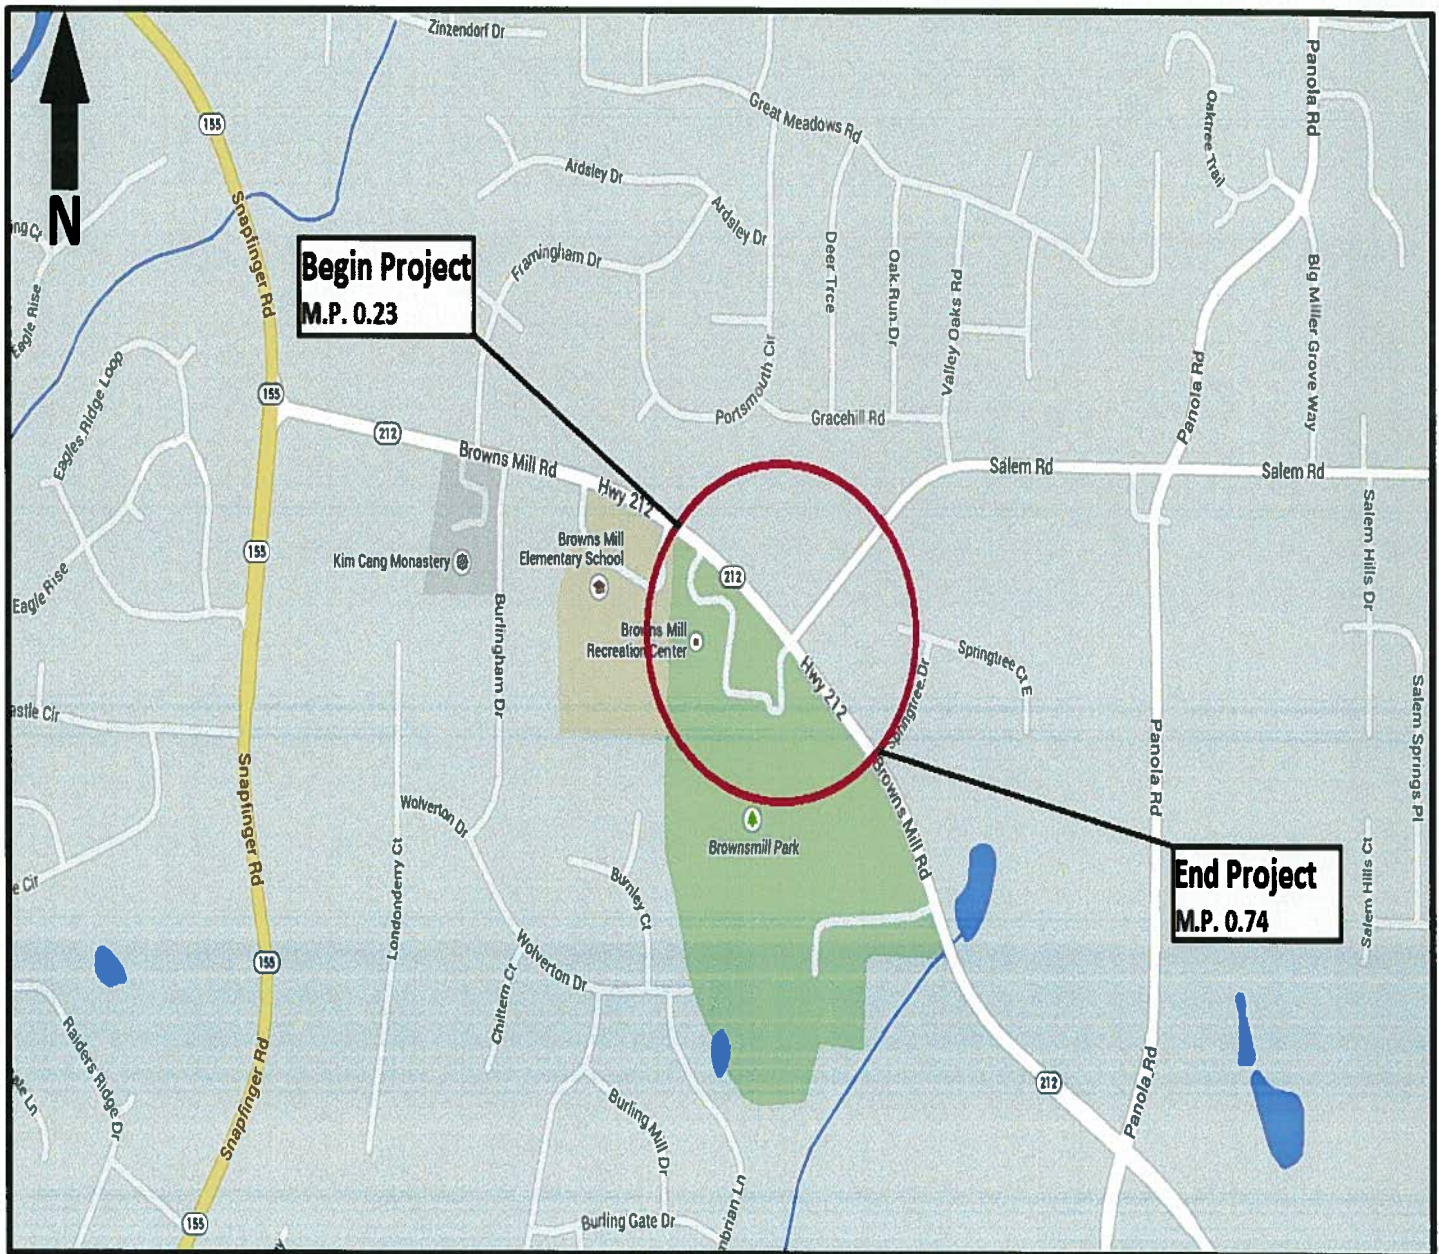 Zinzendorf Dr
Great Meadows Rd
Panola Rd
Oaktree Trail
155
Ardsley Dr
Ardsley Dr
N
Snapfinger Rd
Framingham Dr
Begin Project
M.P. 0.23
Deer Trce
Oak Run Dr
Valley Oaks Rd
Big Miller Grove Way
Eagle Rise
Eagles Ridge Loop
Portsmouth Cir
Gracehill Rd
Panola Rd
155
212
Browns Mill Rd
Hwy 212
Salem Rd
Salem Rd
155
Kim Cang Monastery
Browns Mill
Elementary School
212
Salem Hills Dr
Eagle Rise
Burlingham Dr
Browns Mill
Recreation Center
Hwy 212
Springtree Ct E
Springtree Dr
Salem Springs Pl
astle Cir
Snapfinger Rd
Panola Rd
Browns Mill Rd
Wolverton Dr
Londonderry Ct
Brownsmill Park
End Project
M.P. 0.74
Salem Hills Ct
e Cir
Burnley Ct
Wolverton Dr
Chiltern Ct
155
Raiders Ridge Dr
Snapfinger Rd
212
Panola Rd
Burling Mill Dr
Burling Gate Dr
mbrian Ln
155